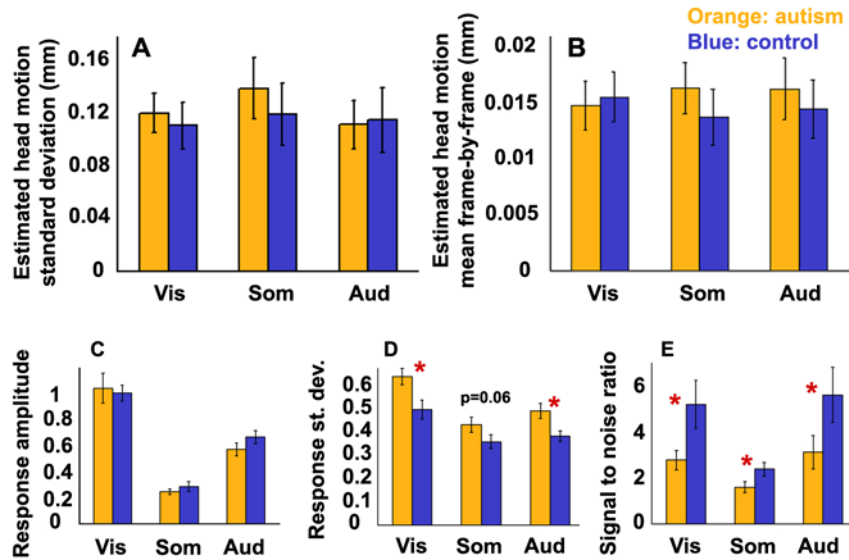 Orange: autism
Blue: control
A
Estimated head motion
standard deviation (mm)
0.16
0.12
0.08
0.04
0
Vis Som Aud
B
Estimated head motion
mean frame-by-frame (mm)
0.02
0.015
0.01
0.005
0
Vis Som Aud
C
Response amplitude
1
0.8
0.6
0.4
0.2
0
Vis Som Aud
D
Response st. dev.
0.6
0.5
0.4
0.3
0.2
0.1
0
*
p=0.06
*
Vis Som Aud
E
Signal to noise ratio
6
4
2
0
*
*
*
Vis Som Aud